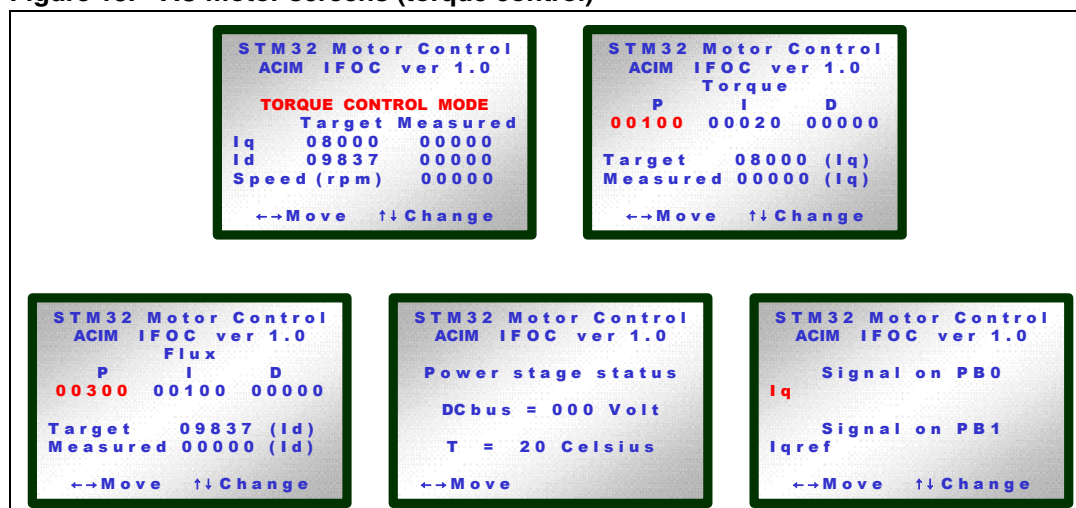 Figure 15. AC motor screens (torque control)
STM32 Motor Control
ACIM IFOC ver 1.0
TORQUE CONTROL MODE
Target Measured
Iq 08000 00000
Id 09837 00000
Speed (rpm) 00000
←→Move ↑↓Change
STM32 Motor Control
ACIM IFOC ver 1.0
Torque
P I D
00100 00020 00000
Target 08000 (Iq)
Measured 00000 (Iq)
←→Move ↑↓Change
STM32 Motor Control
ACIM IFOC ver 1.0
Flux
P I D
00300 00100 00000
Target 09837 (Id)
Measured 00000 (Id)
←→Move ↑↓Change
STM32 Motor Control
ACIM IFOC ver 1.0
Power stage status
DCbus = 000 Volt
T = 20 Celsius
←→Move
STM32 Motor Control
ACIM IFOC ver 1.0
Signal on PB0
Iq
Signal on PB1
Iqref
←→Move ↑↓Change